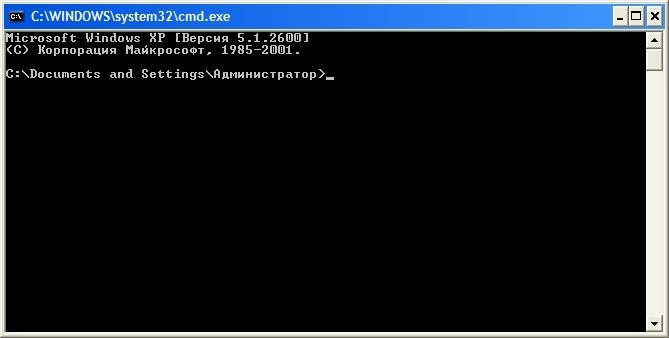 C:\WINDOWS\system32\cmd.exe
Microsoft Windows XP [Версия 5.1.2600]
(C) Корпорация Майкрософт, 1985-2001.
C:\Documents and Settings\Администратор>_